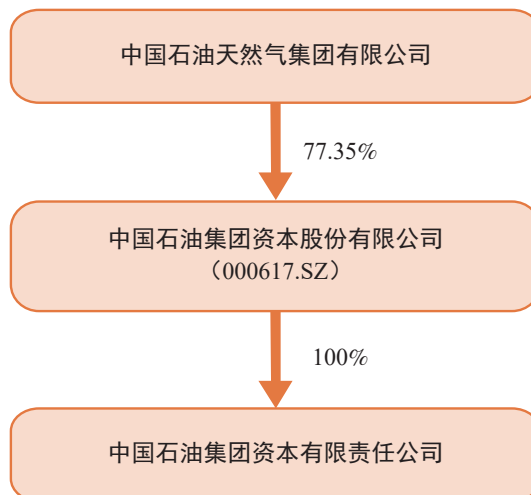 中国石油天然气集团有限公司
77.35%
中国石油集团资本股份有限公司
（000617.SZ）
100%
中国石油集团资本有限责任公司